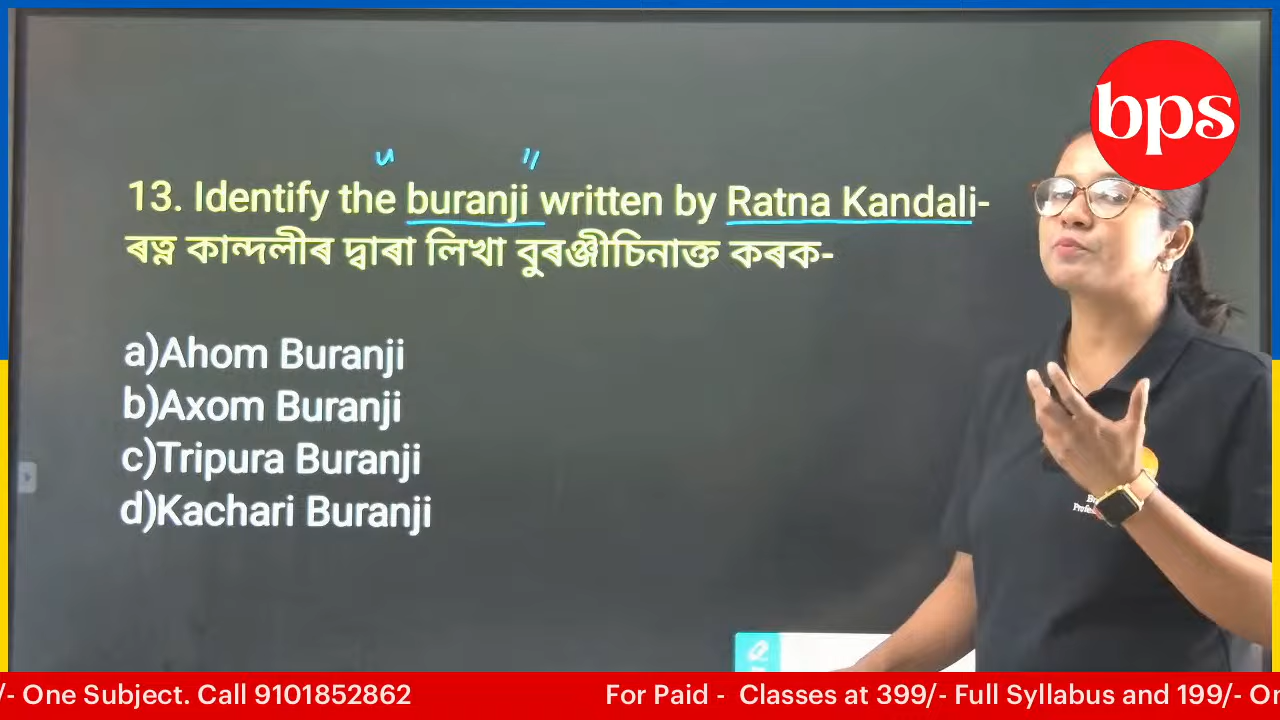 bps
13. Identify the buranji written by Ratna Kandali-
ৰত্ন কান্দলীৰ দ্বাৰা লিখা বুৰঞ্জীচিনাক্ত কৰক-
a)Ahom Buranji
b)Axom Buranji
c)Tripura Buranji
d)Kachari Buranji
/- One Subject. Call 9101852862
For Paid - Classes at 399/- Full Syllabus and 199/- On